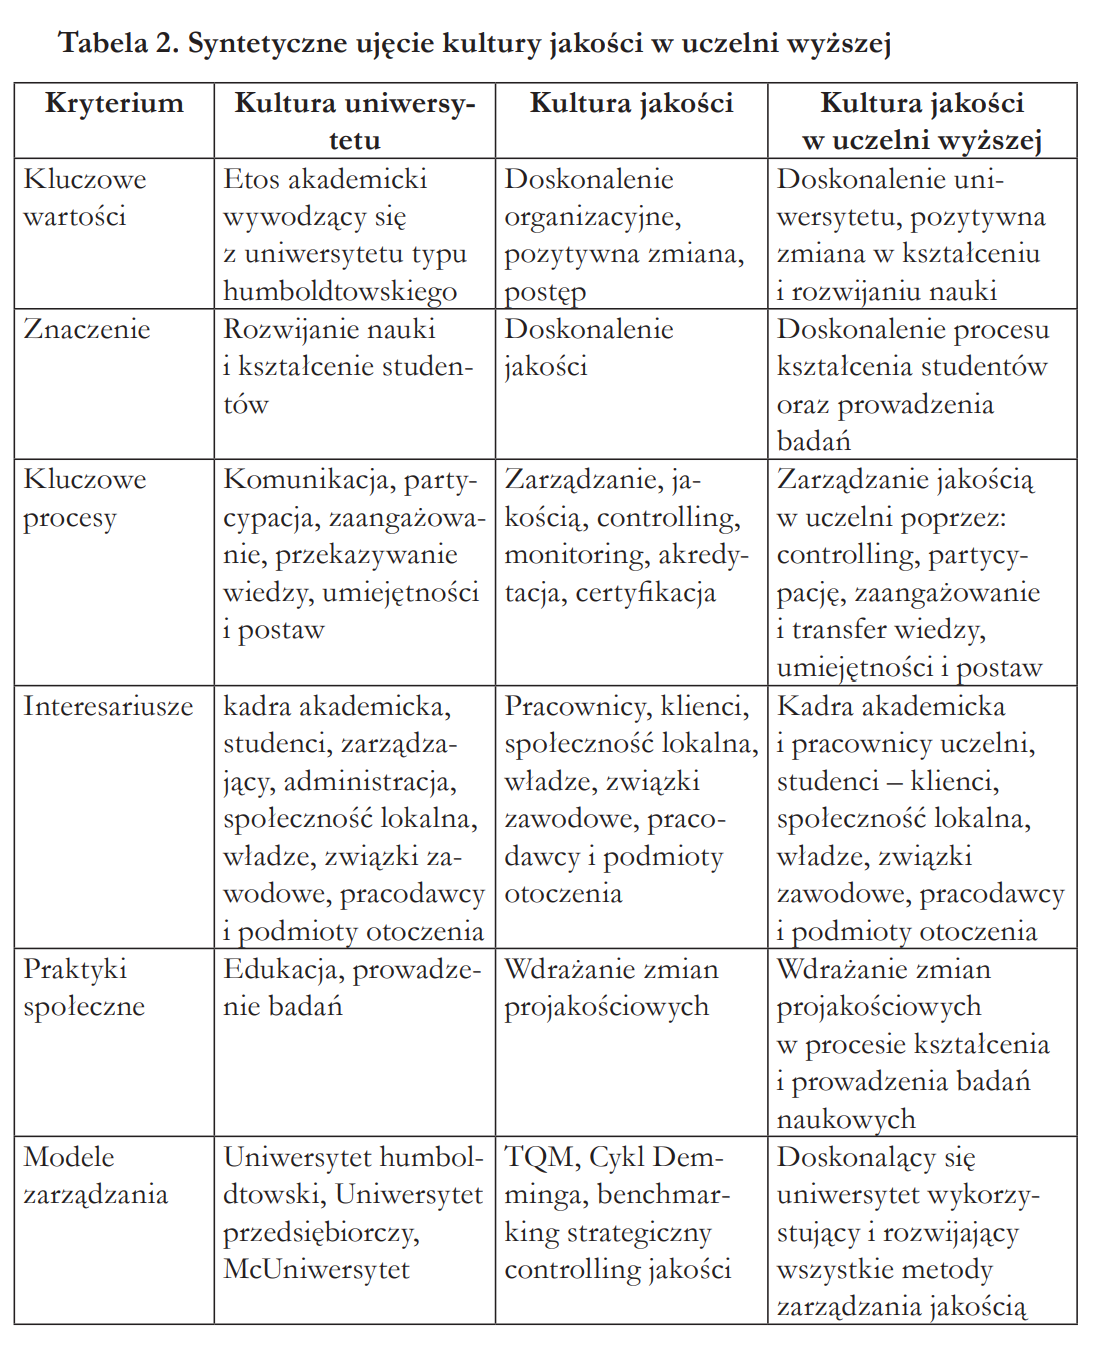 Tabela 2. Syntetyczne ujęcie kultury jakości w uczelni wyższej
Kryterium
Kultura uniwersy-
tetu
Kultura jakości
Kultura jakości
w uczelni wyższej
Kluczowe
wartości
Etos akademicki
wywodzący się
z uniwersytetu typu
humboldtowskiego
Doskonalenie
organizacyjne,
pozytywna zmiana,
postęp
Doskonalenie uni-
wersytetu, pozytywna
zmiana w kształceniu
i rozwijaniu nauki
Znaczenie
Rozwijanie nauki
i kształcenie studen-
tów
Doskonalenie
jakości
Doskonalenie procesu
kształcenia studentów
oraz prowadzenia
badań
Kluczowe
procesy
Komunikacja, party-
cypacja, zaangażowa-
nie, przekazywanie
wiedzy, umiejętności
i postaw
Zarządzanie, ja-
kością, controlling,
monitoring, akredy-
tacja, certyfikacja
Zarządzanie jakością
w uczelni poprzez:
controlling, partycy-
pację, zaangażowanie
i transfer wiedzy,
umiejętności i postaw
Interesariusze
kadra akademicka,
studenci, zarządza-
jący, administracja,
społeczność lokalna,
władze, związki za-
wodowe, pracodawcy
i podmioty otoczenia
Pracownicy, klienci,
społeczność lokalna,
władze, związki
zawodowe, praco-
dawcy i podmioty
otoczenia
Kadra akademicka
i pracownicy uczelni,
studenci – klienci,
społeczność lokalna,
władze, związki
zawodowe, pracodawcy
i podmioty otoczenia
Praktyki
społeczne
Edukacja, prowadze-
nie badań
Wdrażanie zmian
projakościowych
Wdrażanie zmian
projakościowych
w procesie kształcenia
i prowadzenia badań
naukowych
Modele
zarządzania
Uniwersytet humbol-
dtowski, Uniwersytet
przedsiębiorczy,
McUniwersytet
TQM, Cykl Dem-
minga, benchmar-
king strategiczny
controlling jakości
Doskonalący się
uniwersytet wykorzy-
stujący i rozwijający
wszystkie metody
zarządzania jakością